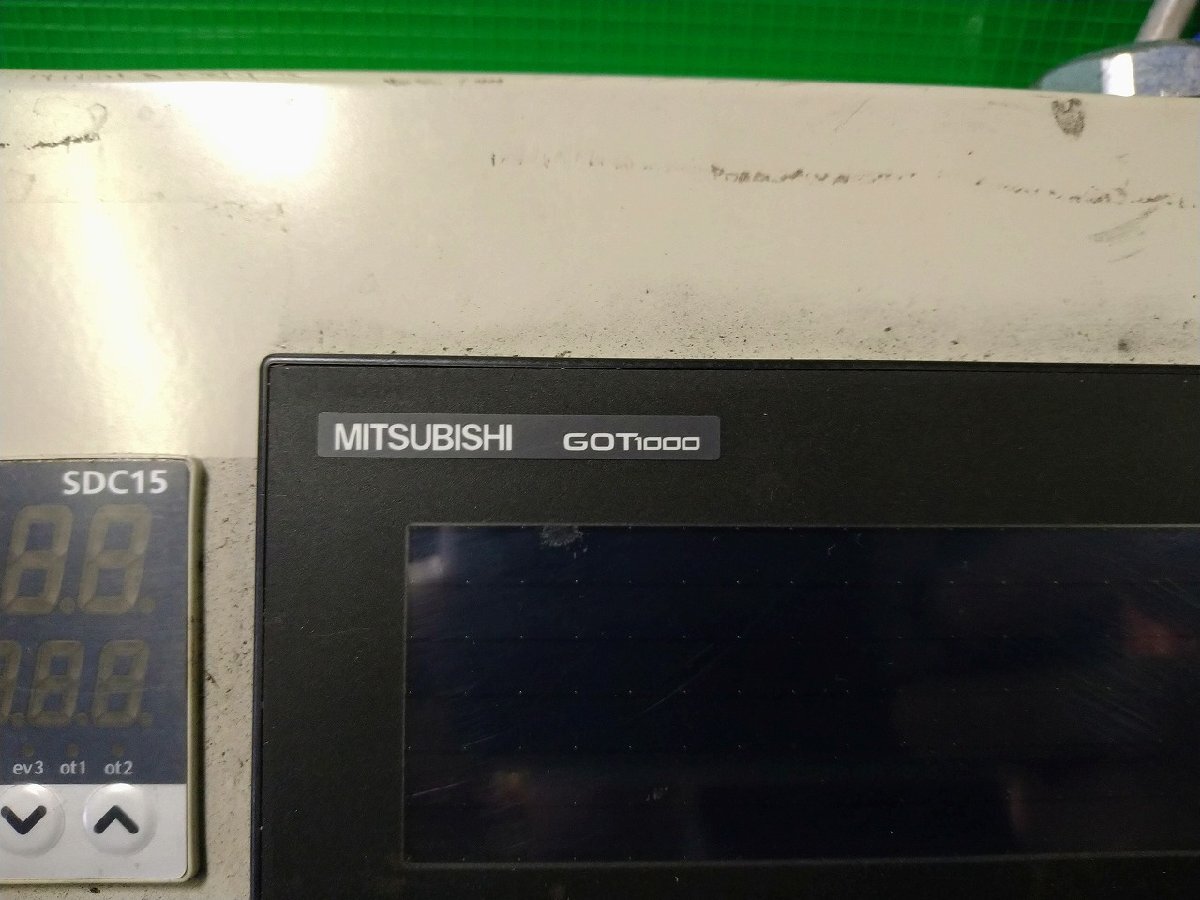 MITSUBISHI GOT1000
SDC15
ev3 ot1 ot2